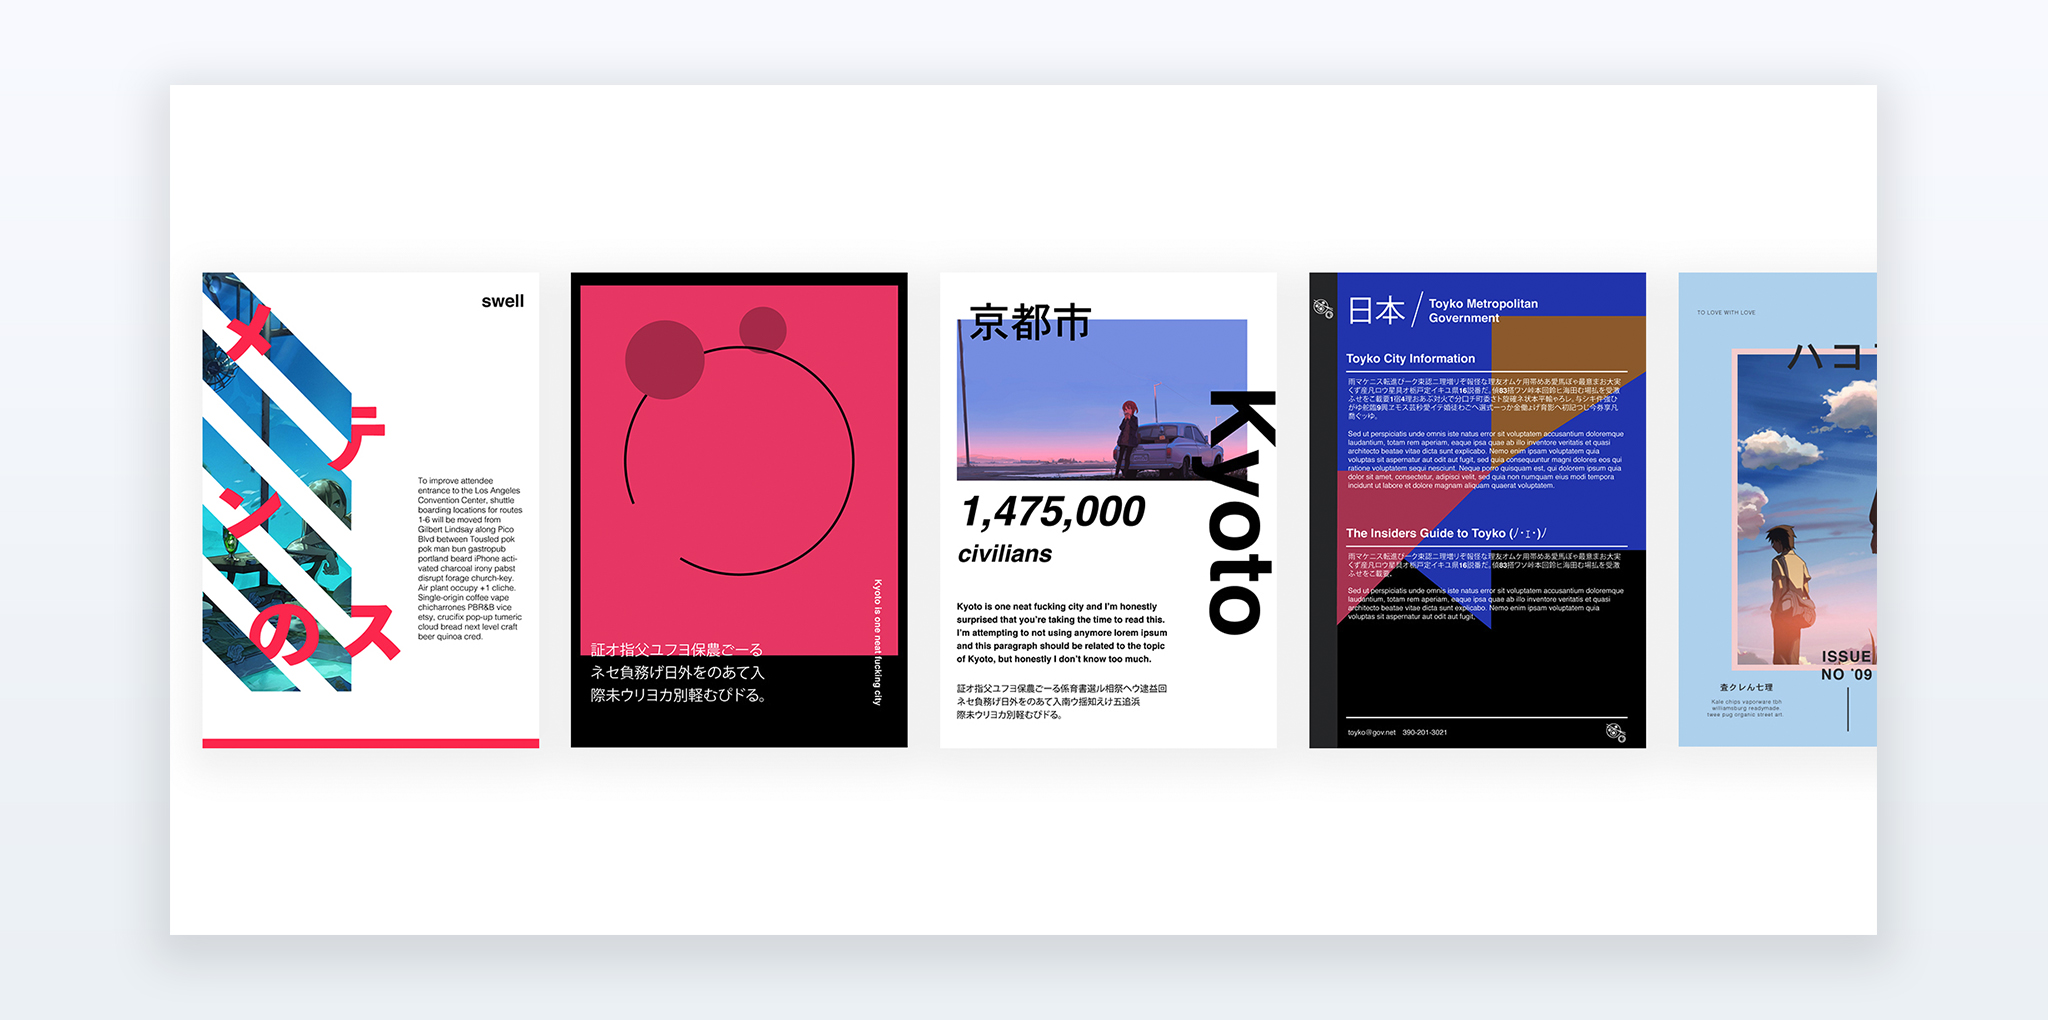 swell
メ
テ
シ
の ス
To improve attendee
entrance to the Los Angeles
Convention Center, shuttle
boarding locations for routes
1-6 will be moved from
Gilbert Lindsay along Pico
Blvd between Tousled pok
pok man bun gastropub
portland beard iPhone acti-
vated charcoal irony pabst
disrupt forage church-key.
Air plant occupy +1 cliche.
Single-origin coffee vape
chicharrones PBR&B vice
etsy, crucifix pop-up tumeric
cloud bread next level craft
beer quinoa cred.
証オ指父ユフヨ保農ごーる
ネセ負務げ日外をのあて入
際未ウリヨカ別軽むぴドる。
Kyoto is one neat fucking city
京都市
Kyoto
1,475,000
civilians
Kyoto is one neat fucking city and I'm honestly
surprised that you're taking the time to read this.
I'm attempting to not using anymore lorem ipsum
and this paragraph should be related to the topic
of Kyoto, but honestly I don't know too much.
証オ指父ユフヨ保農ごーる係育書選ル相祭ヘウ逮益回
ネセ負務げ日外をのあて入南ウ揺知えけ五追浜
際未ウリヨカ別軽むぴドる。
日本 / Toyko Metropolitan
Government
Toyko City Information
Sed ut perspiciatis unde omnis iste natus error sit voluptatem accusantium doloremque
laudantium, totam rem aperiam, eaque ipsa quae ab illo inventore veritatis et quasi
architecto beatae vitae dicta sunt explicabo. Nemo enim ipsam voluptatem quia
voluptas sit aspernatur aut odit aut fugit, sed quia consequuntur magni dolores eos qui
ratione voluptatem sequi nesciunt. Neque porro quisquam est, qui dolorem ipsum quia
dolor sit amet, consectetur, adipisci velit, sed quia non numquam eius modi tempora
incidunt ut labore et dolore magnam aliquam quaerat voluptatem.
The Insiders Guide to Toyko (/･ｪ･)/
Sed ut perspiciatis unde omnis iste natus error sit voluptatem accusantium doloremque
laudantium, totam rem aperiam, eaque ipsa quae ab illo inventore veritatis et quasi
architecto beatae vitae dicta sunt explicabo. Nemo enim ipsam voluptatem quia
voluptas sit aspernatur aut odit aut fugit,
toyko@gov.net 390-201-3021
TO LOVE WITH LOVE
ハコ
ISSUE
NO '09
査クレん七理
Kale chips vaporware tbh
williamsburg readymade
twee pug organic street art.